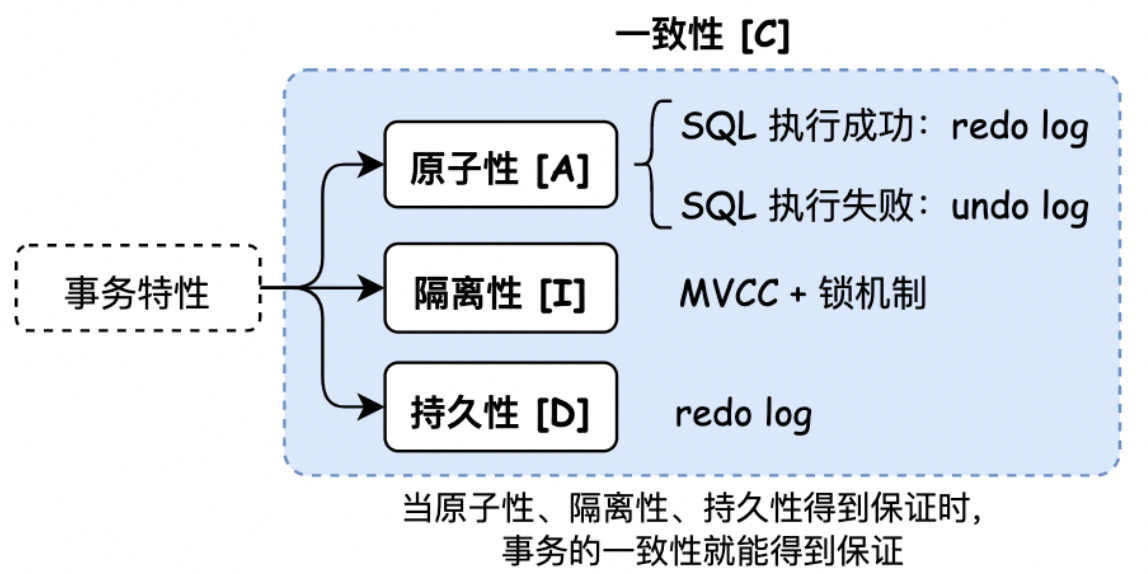 一致性 [C]
事务特性
原子性 [A]
SQL 执行成功：redo log
SQL 执行失败：undo log
隔离性 [I]
MVCC + 锁机制
持久性 [D]
redo log
当原子性、隔离性、持久性得到保证时，
事务的一致性就能得到保证